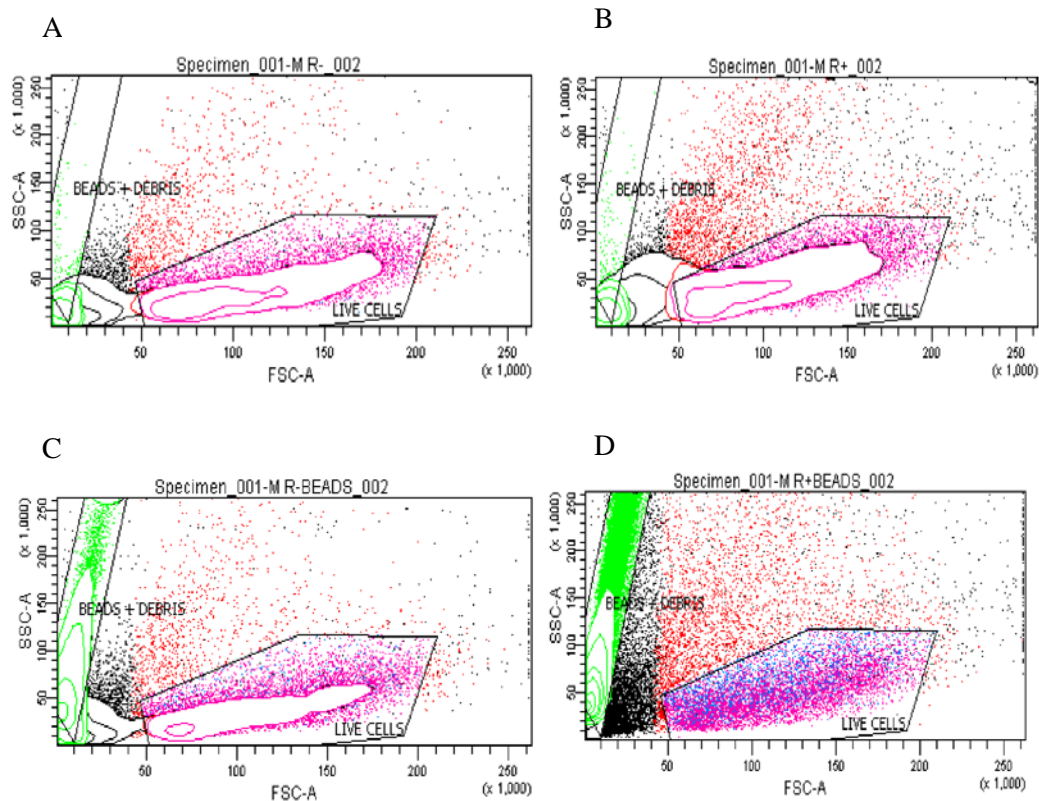 A
B
Specimen_001-M R-_002
Specimen_001-M R+_002
SSC-A
(x 1,000)
250
200
150
100
50
BEADS + DEBRIS
LIVE CELLS
50
100
150
200
250
FSC-A
(x 1,000)
SSC-A
(x 1,000)
250
200
150
100
50
BEADS + DEBRIS
LIVE CELLS
50
100
150
200
250
FSC-A
(x 1,000)
C
D
Specimen_001-M R-BEADS_002
Specimen_001-M R+BEADS_002
SSC-A
(x 1,000)
250
200
150
100
50
BEADS + DEBRIS
LIVE CELLS
50
100
150
200
250
FSC-A
(x 1,000)
SSC-A
(x 1,000)
250
200
150
100
50
BEADS + DEBRIS
LIVE CELLS
50
100
150
200
250
FSC-A
(x 1,000)